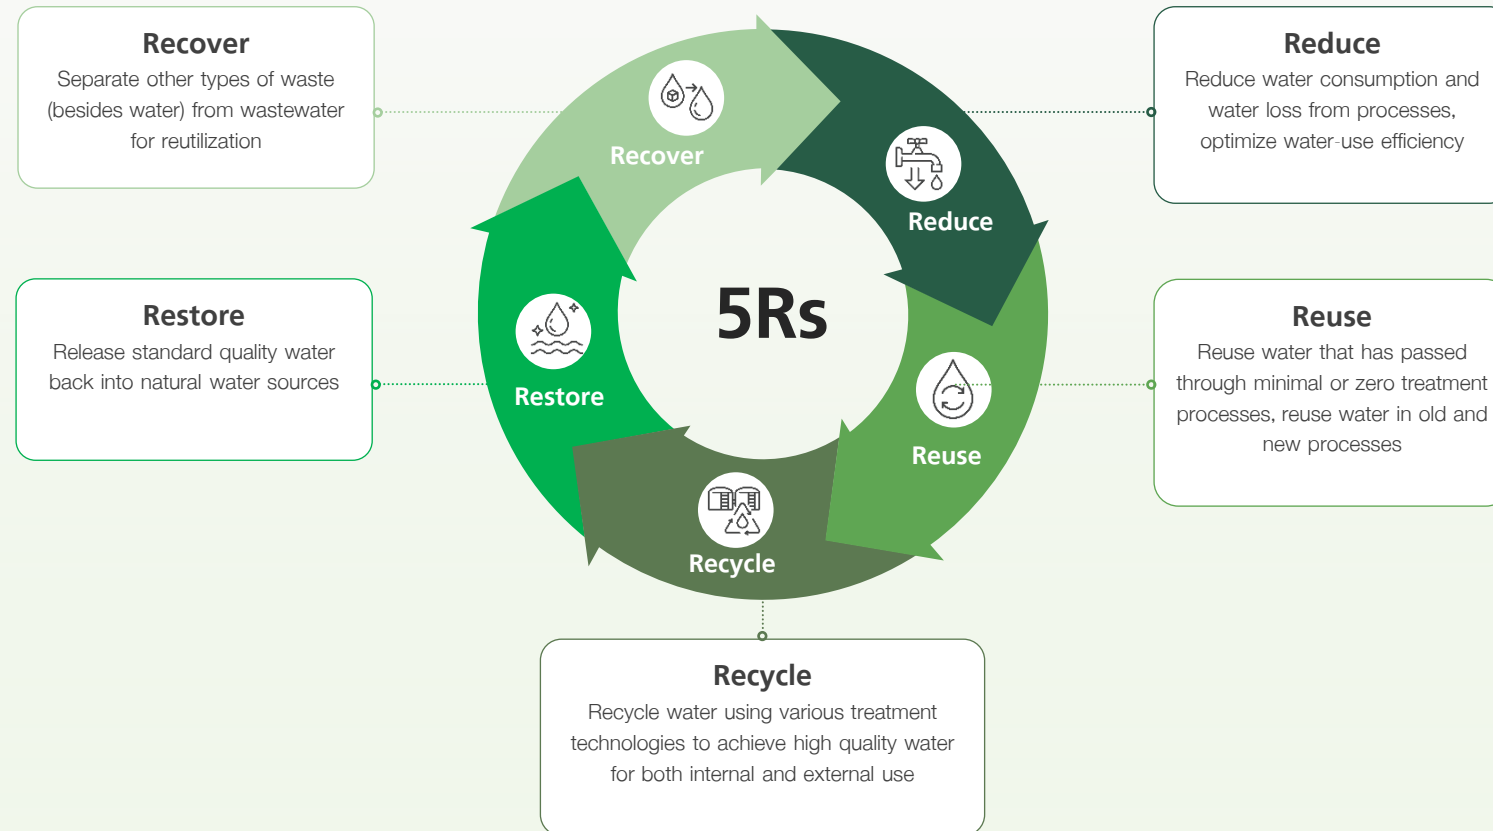 Recover
Separate other types of waste
(besides water) from wastewater
for reutilization
Reduce
Reduce water consumption and
water loss from processes,
optimize water-use efficiency
Recover
Reduce
5Rs
Restore
Release standard quality water
back into natural water sources
Reuse
Reuse water that has passed
through minimal or zero treatment
processes, reuse water in old and
new processes
Restore
Reuse
Recycle
Recycle
Recycle water using various treatment
technologies to achieve high quality water
for both internal and external use